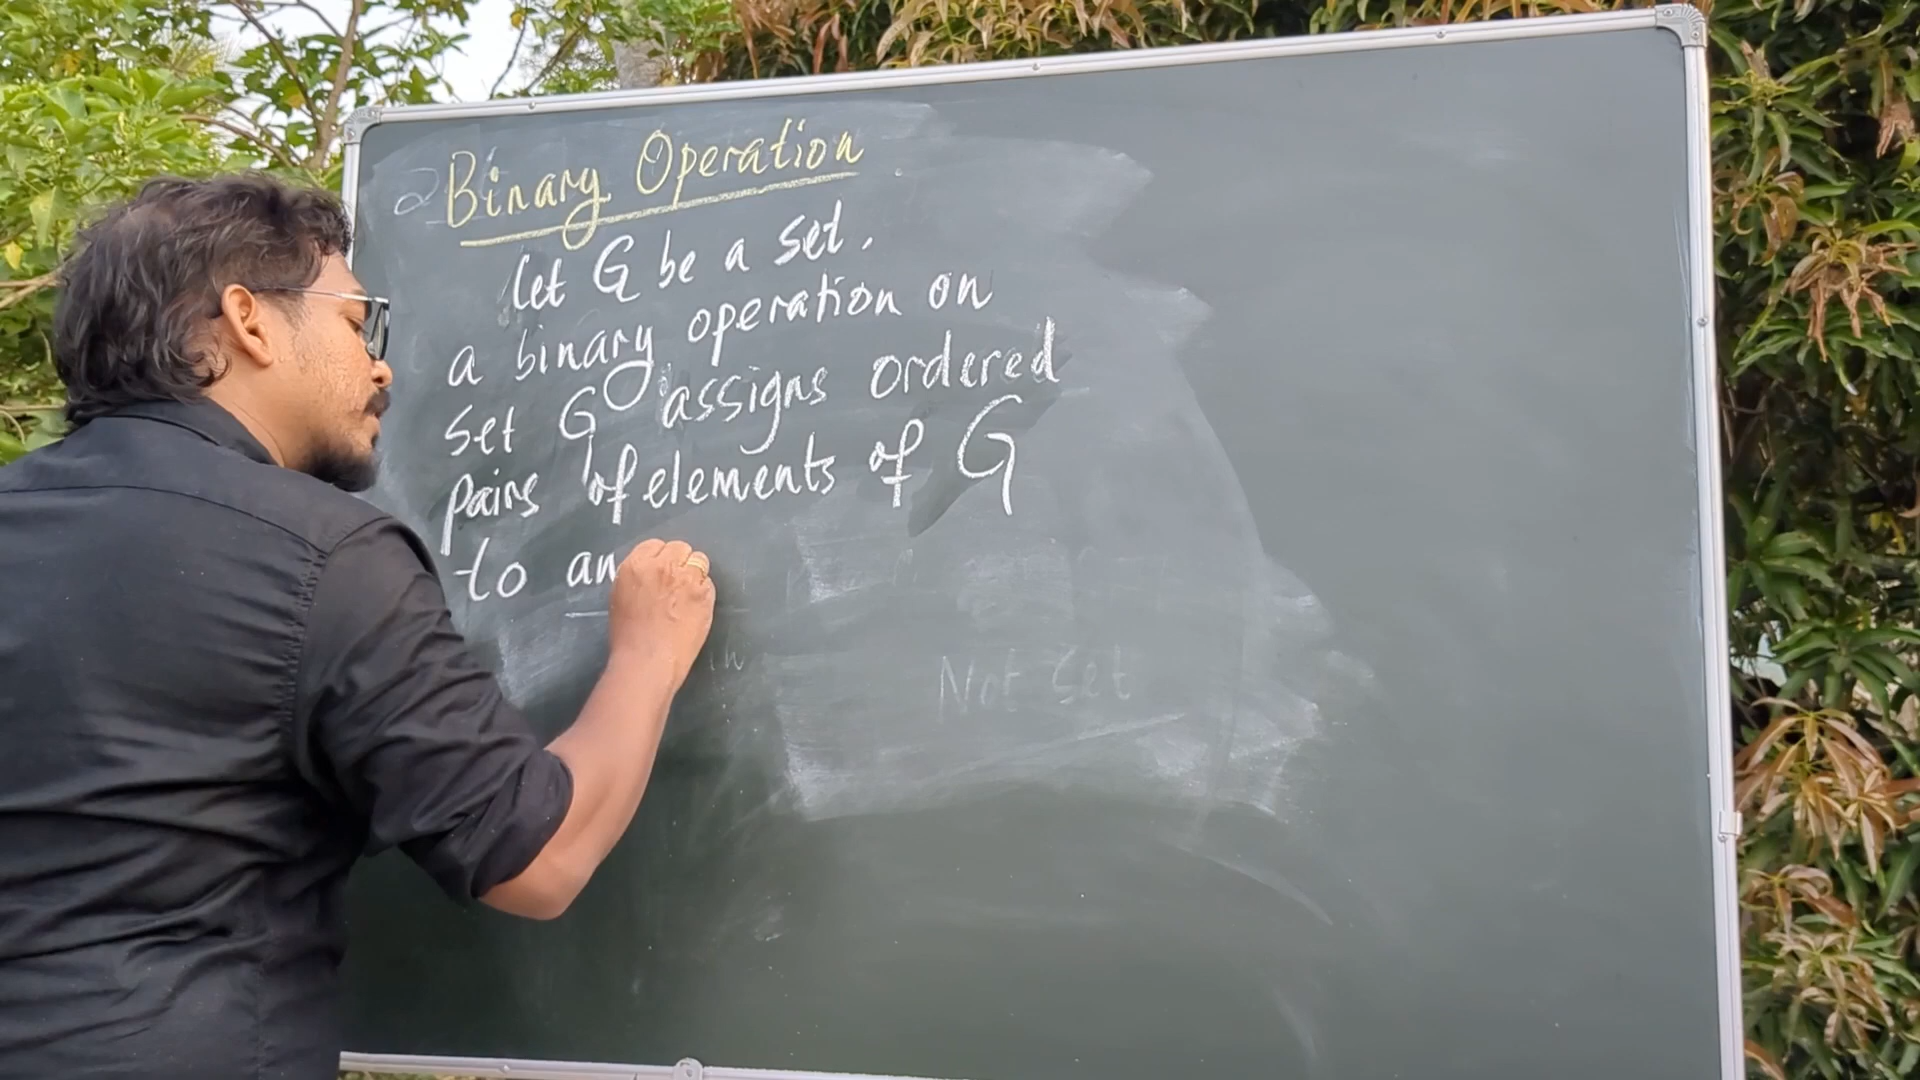 Binary Operation
Let G be a set.
a binary operation on
set G assigns ordered
pairs of elements of G
to an
in
Not Set